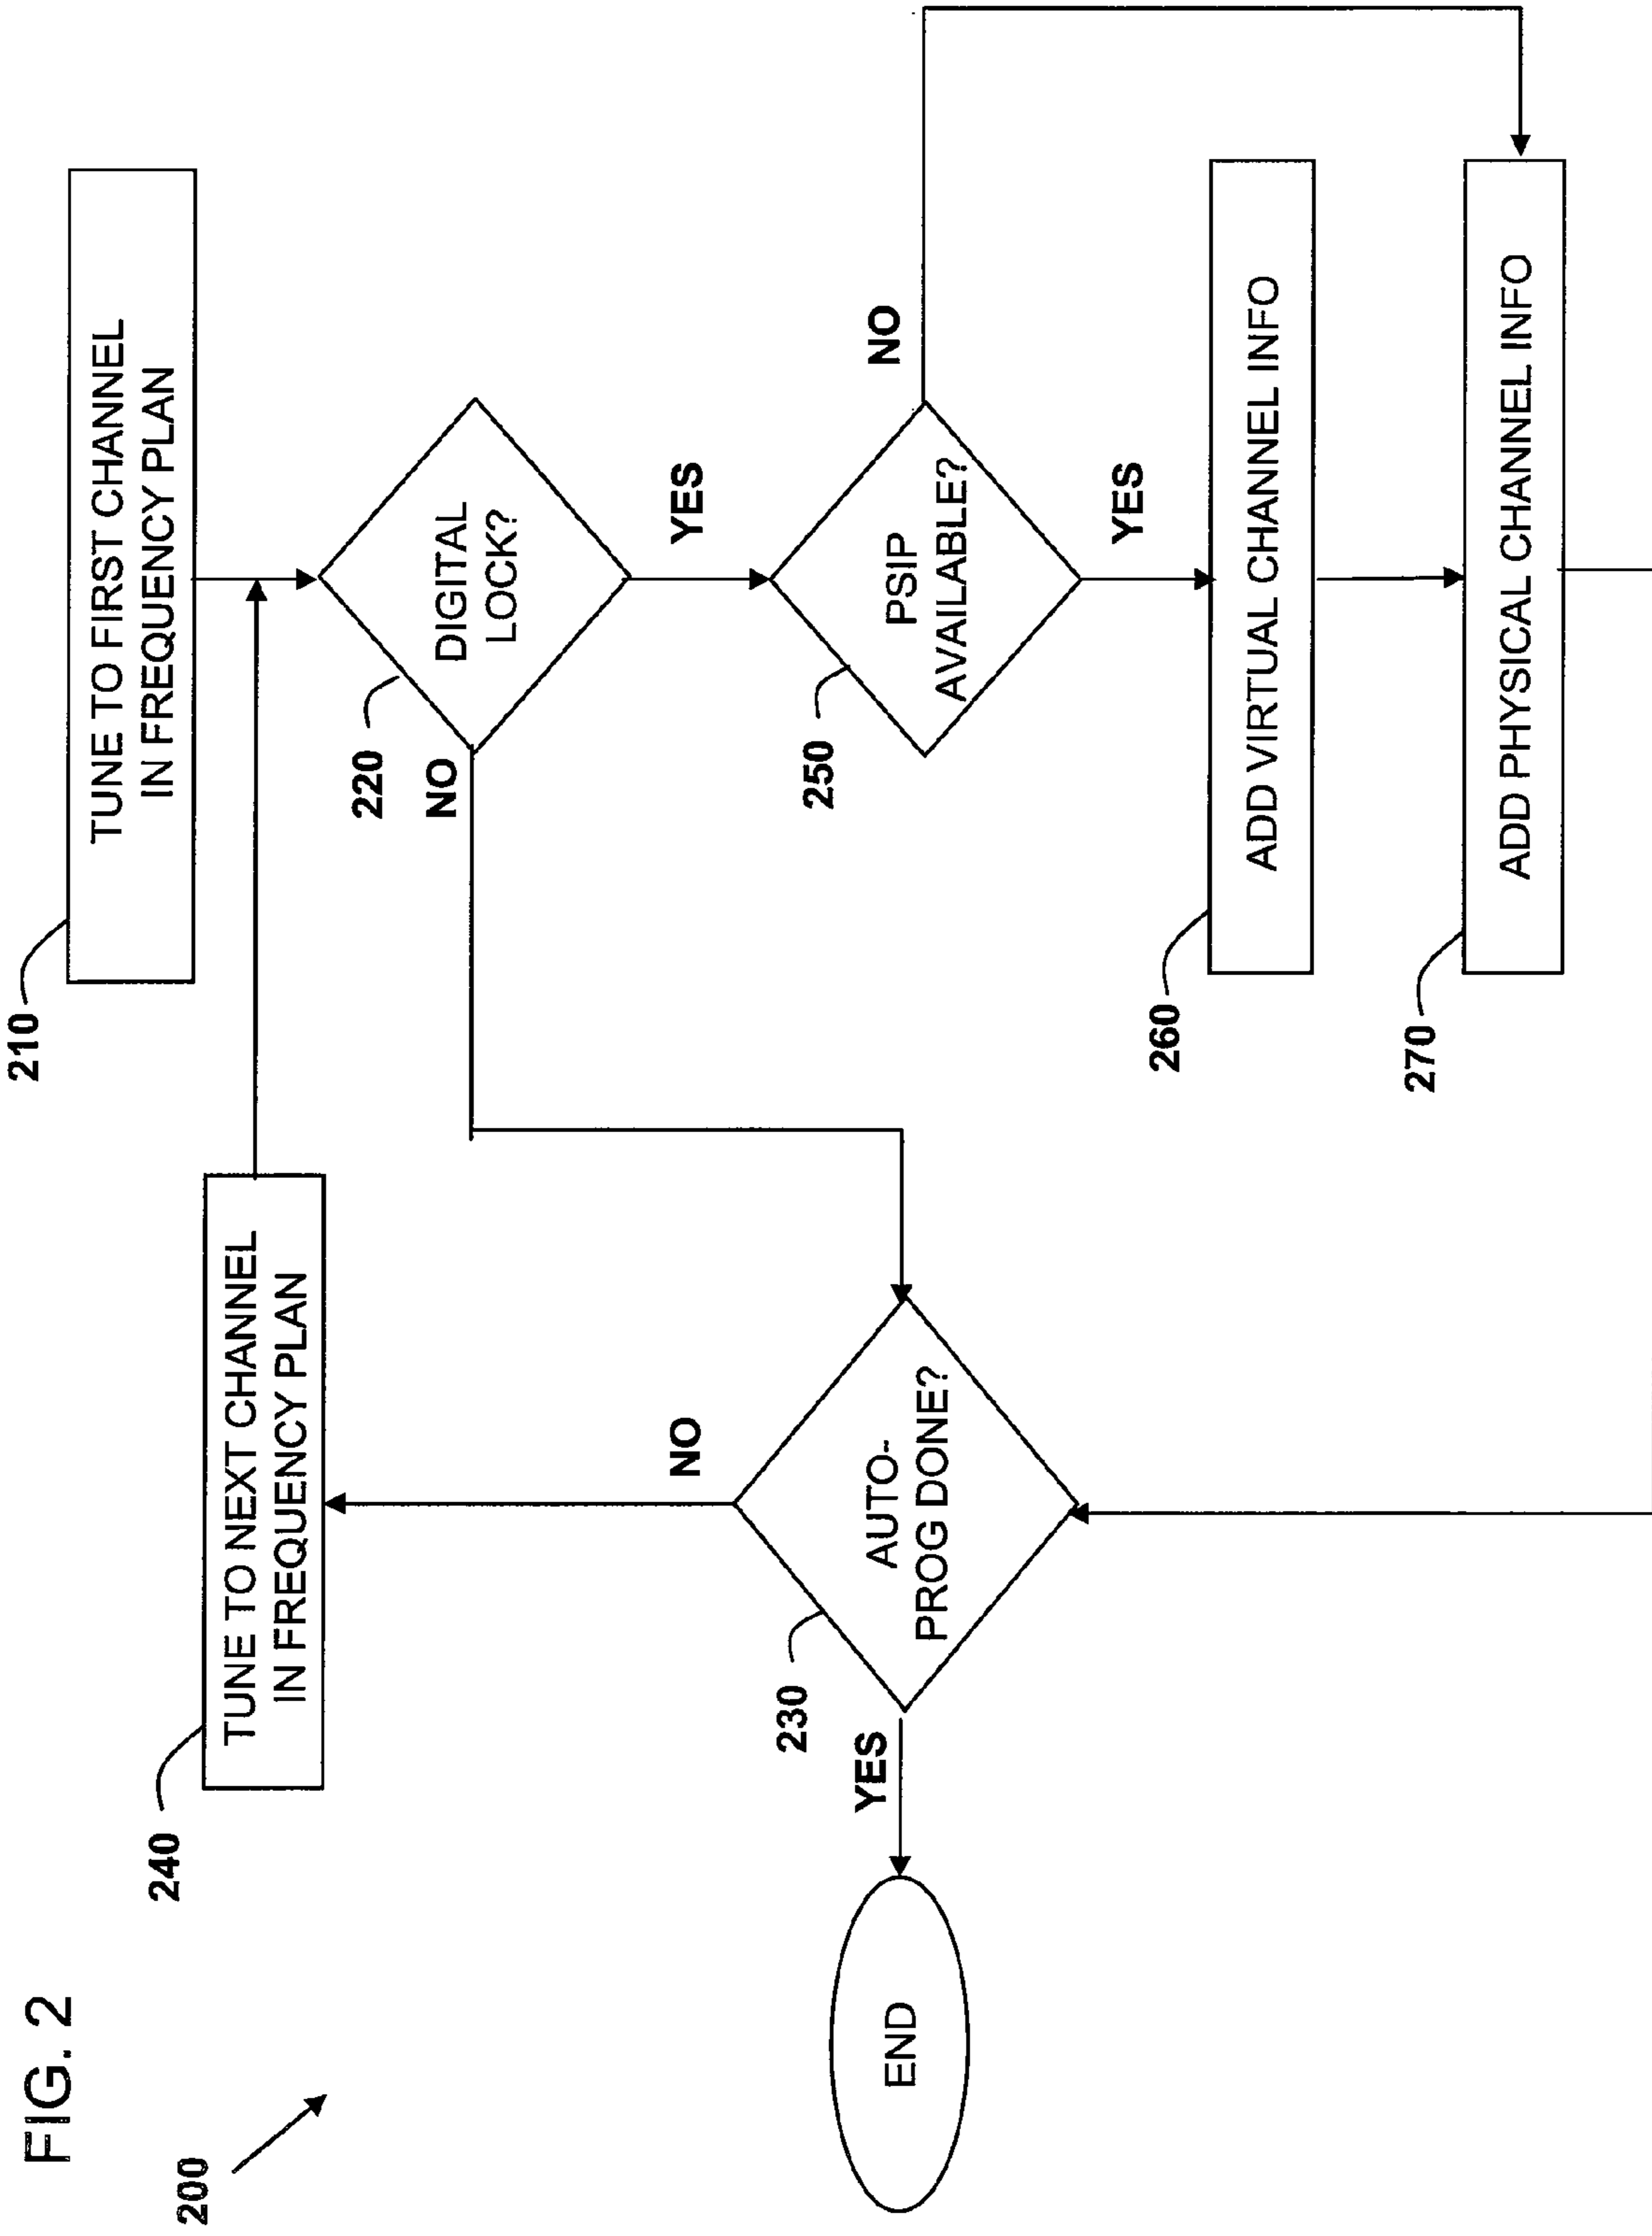 FIG. 2
200
210
TUNE TO FIRST CHANNEL
IN FREQUENCY PLAN
240
TUNE TO NEXT CHANNEL
IN FREQUENCY PLAN
220
DIGITAL
LOCK?
NO
YES
230
AUTO-
PROG DONE?
NO
YES
END
250
PSIP
AVAILABLE?
NO
YES
260
ADD VIRTUAL CHANNEL INFO
270
ADD PHYSICAL CHANNEL INFO